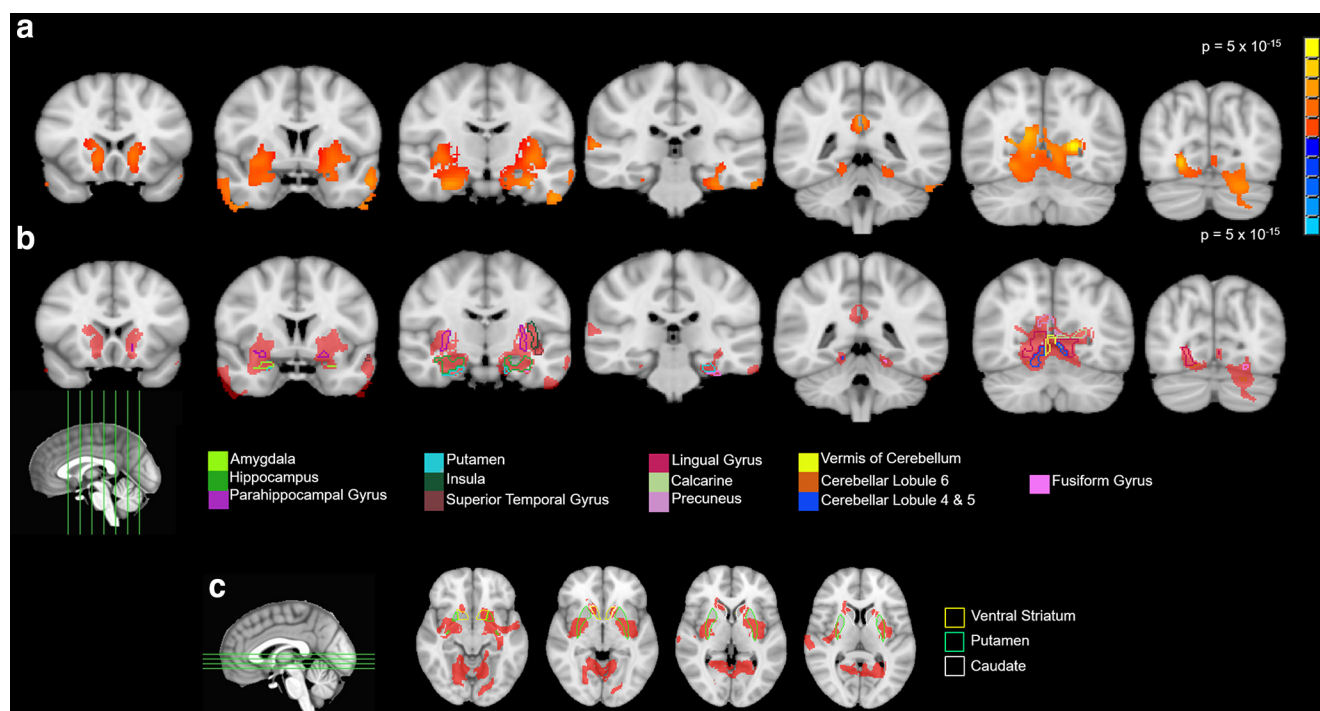 a
p = 5 x 10-15
b
p = 5 x 10-15
Amygdala
Hippocampus
Parahippocampal Gyrus
Putamen
Insula
Superior Temporal Gyrus
Lingual Gyrus
Calcarine
Precuneus
Vermis of Cerebellum
Cerebellar Lobule 6
Cerebellar Lobule 4 & 5
Fusiform Gyrus
c
Ventral Striatum
Putamen
Caudate